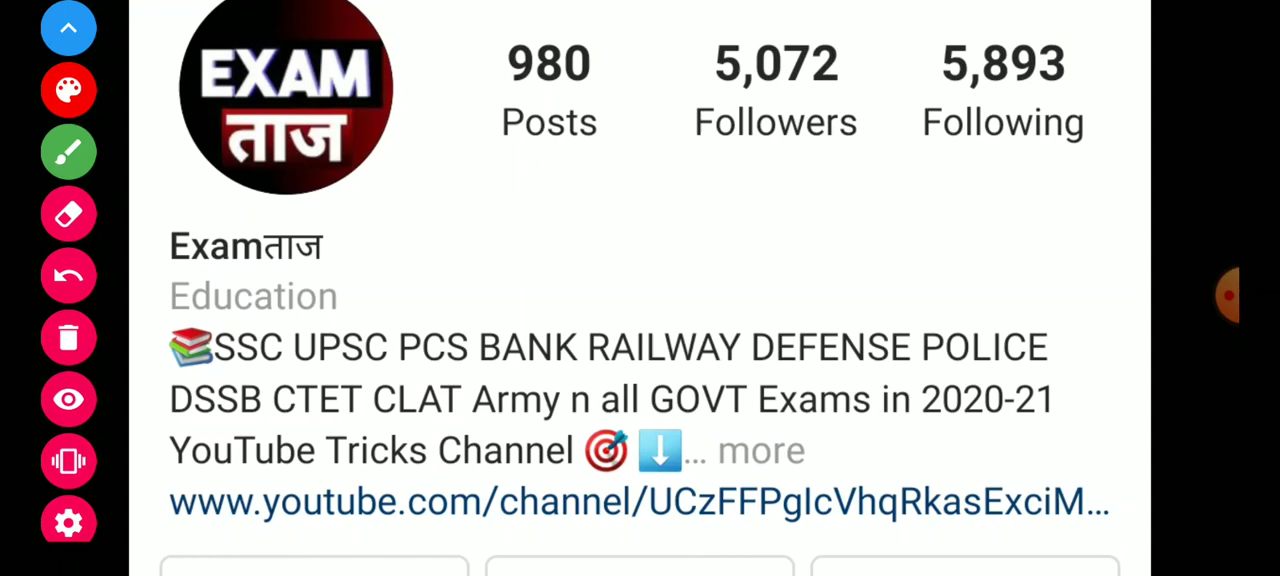 EXAM
ताज
980
Posts
5,072
Followers
5,893
Following
Examताज
Education
📚SSC UPSC PCS BANK RAILWAY DEFENSE POLICE
DSSB CTET CLAT Army n all GOVT Exams in 2020-21
YouTube Tricks Channel 🎯 ⬇️... more
www.youtube.com/channel/UCzFFPgIcVhqRkasExciM...